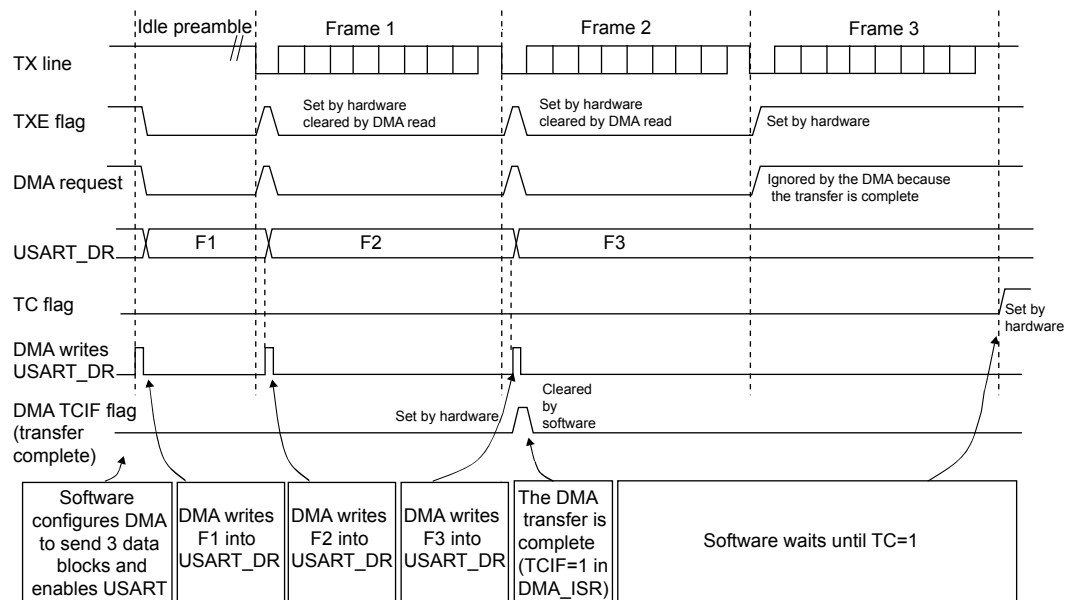 Idle preamble
Frame 1
Frame 2
Frame 3
TX line
TXE flag
Set by hardware
cleared by DMA read
Set by hardware
cleared by DMA read
Set by hardware
DMA request
Ignored by the DMA because
the transfer is complete
USART_DR
F1
F2
F3
TC flag
Set by
hardware
DMA writes
USART_DR
DMA TCIF flag
(transfer
complete)
Set by hardware
Cleared
by
software
Software
configures DMA
to send 3 data
blocks and
enables USART
DMA writes
F1 into
USART_DR
DMA writes
F2 into
USART_DR
DMA writes
F3 into
USART_DR
The DMA
transfer is
complete
(TCIF=1 in
DMA_ISR)
Software waits until TC=1